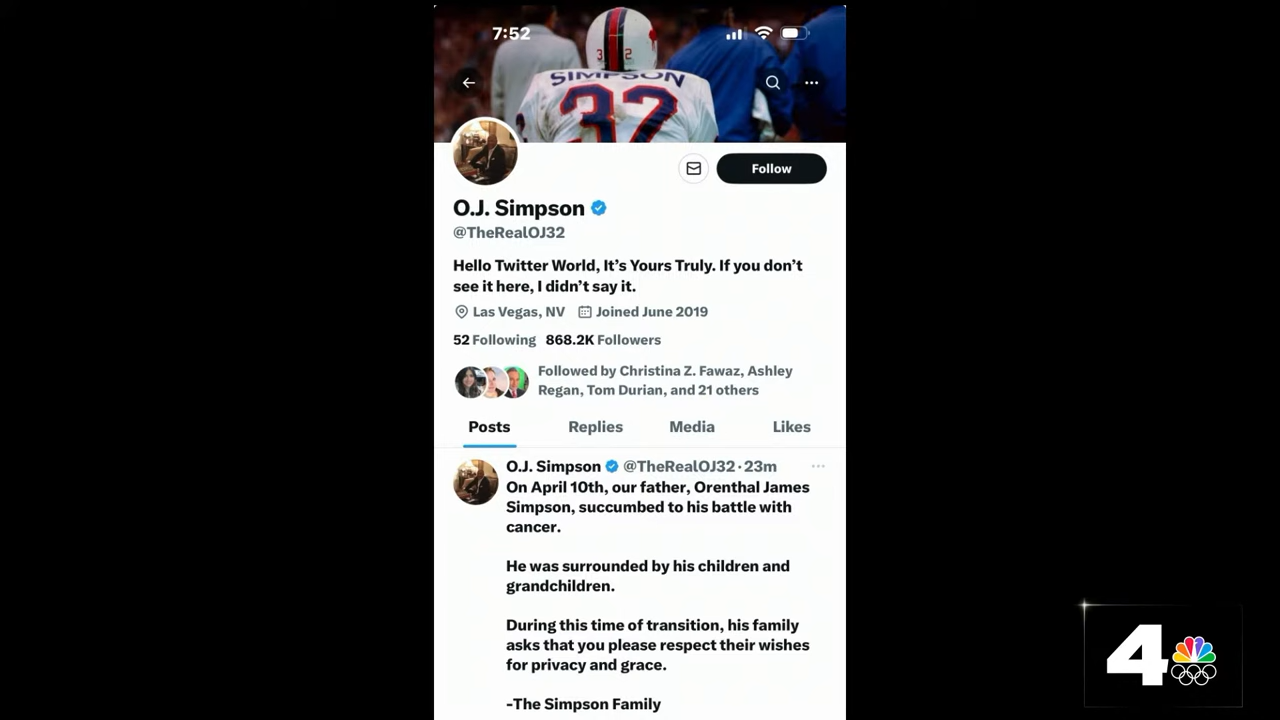 7:52
3 2
SIMPSON
32
Follow
O.J. Simpson
@TheRealOJ32
Hello Twitter World, It's Yours Truly. If you don't
see it here, I didn't say it.
Las Vegas, NV Joined June 2019
52 Following 868.2K Followers
Followed by Christina Z. Fawaz, Ashley
Regan, Tom Durian, and 21 others
Posts Replies Media Likes
O.J. Simpson @TheRealOJ32 · 23m
On April 10th, our father, Orenthal James
Simpson, succumbed to his battle with
cancer.
He was surrounded by his children and
grandchildren.
During this time of transition, his family
asks that you please respect their wishes
for privacy and grace.
-The Simpson Family
4